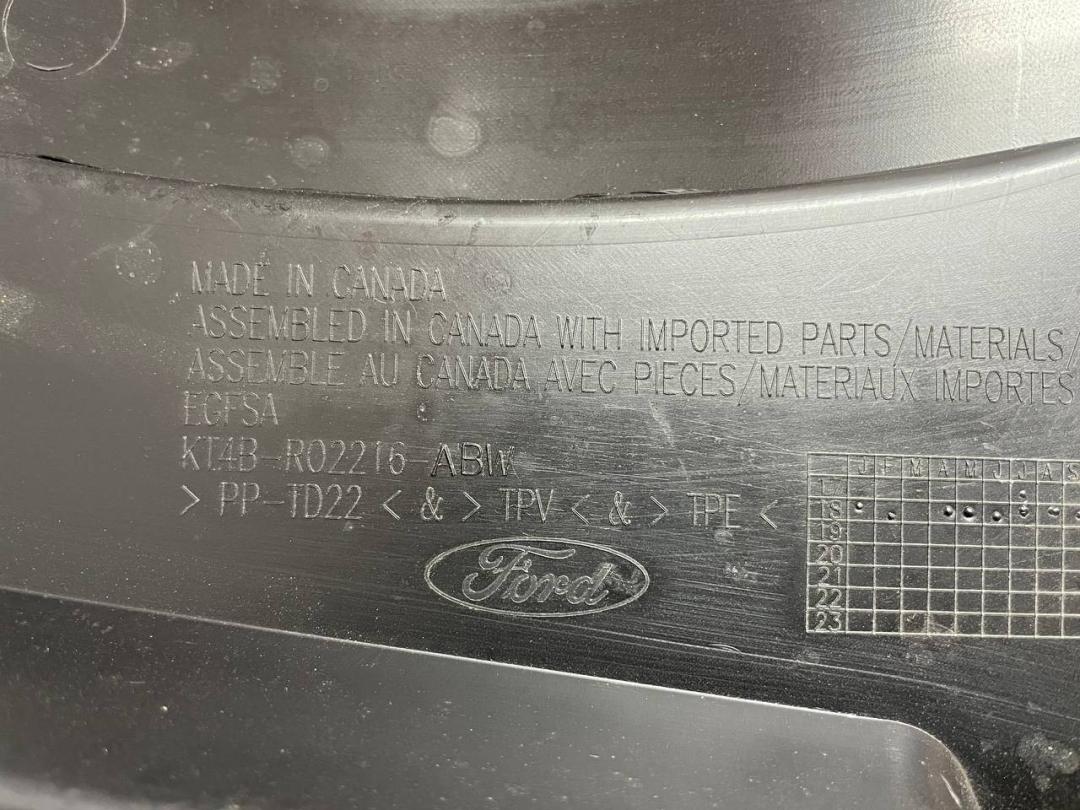 MADE IN CANADA
ASSEMBLED IN CANADA WITH IMPORTED PARTS/MATERIALS/
ASSEMBLE AU CANADA AVEC PIECES/MATERIAUX IMPORTES
EGFSA
KT4B-R02216-ABW
> PP-TD22 < & > TPV < & > TPE <
Ford
J F M A M J J A S
17
18
19
20
21
22
23